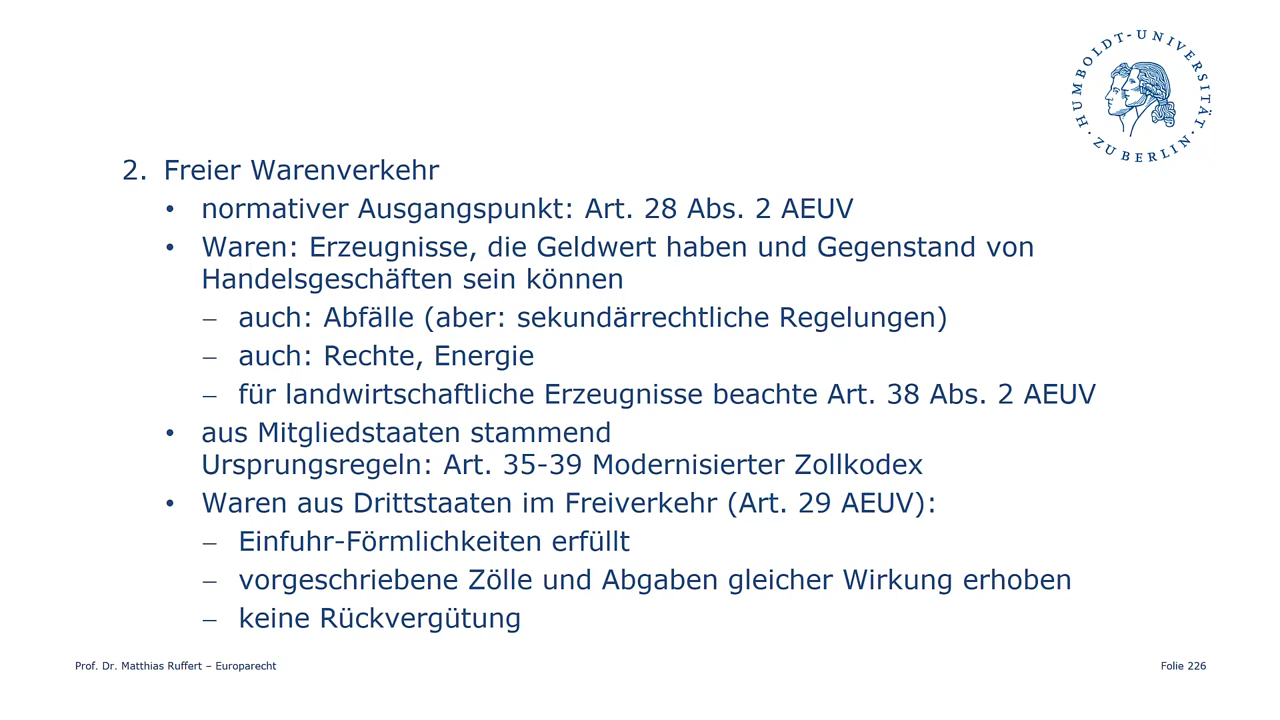 HUMBOLDT-UNIVERSITÄT · ZU BERLIN ·
2. Freier Warenverkehr
• normativer Ausgangspunkt: Art. 28 Abs. 2 AEUV
• Waren: Erzeugnisse, die Geldwert haben und Gegenstand von
Handelsgeschäften sein können
– auch: Abfälle (aber: sekundärrechtliche Regelungen)
– auch: Rechte, Energie
– für landwirtschaftliche Erzeugnisse beachte Art. 38 Abs. 2 AEUV
• aus Mitgliedstaaten stammend
Ursprungsregeln: Art. 35-39 Modernisierter Zollkodex
• Waren aus Drittstaaten im Freiverkehr (Art. 29 AEUV):
– Einfuhr-Förmlichkeiten erfüllt
– vorgeschriebene Zölle und Abgaben gleicher Wirkung erhoben
– keine Rückvergütung
Prof. Dr. Matthias Ruffert – Europarecht
Folie 226